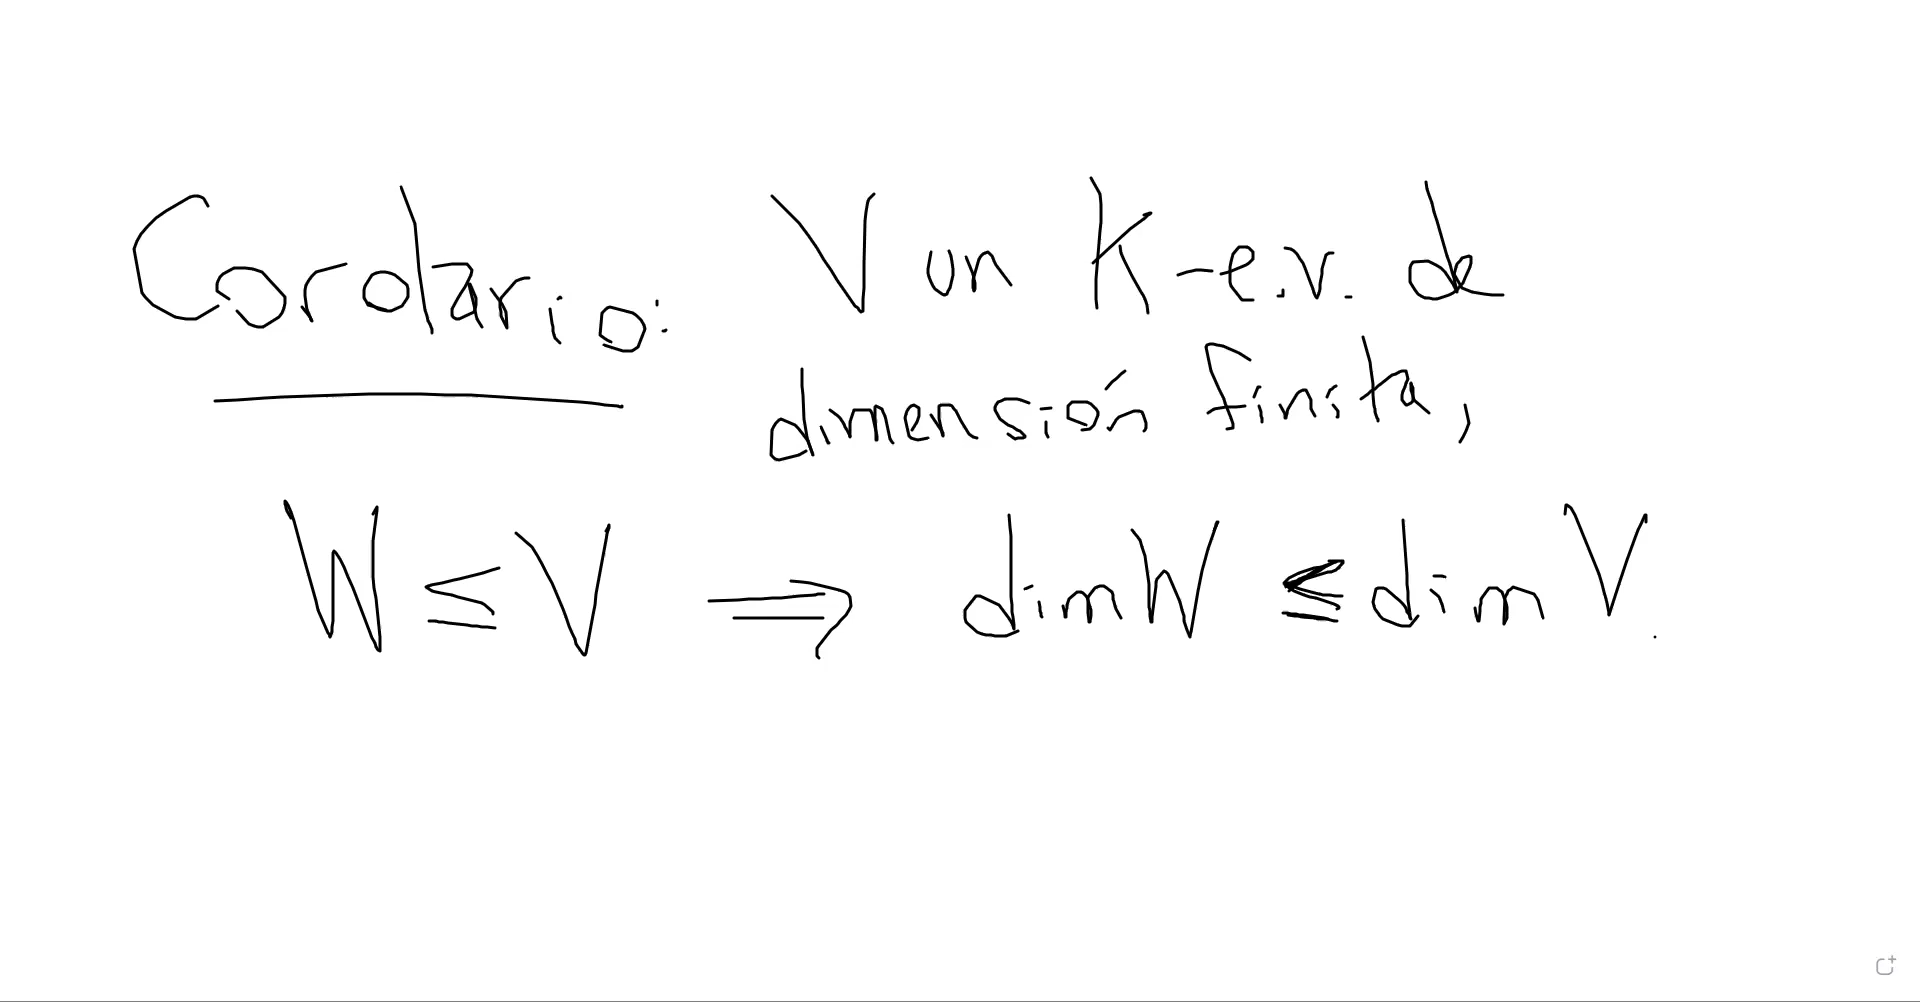 Corolario: V un K-e.v. de
dimensión finita,
W ≤ V ⟹ dim W ≤ dim V.